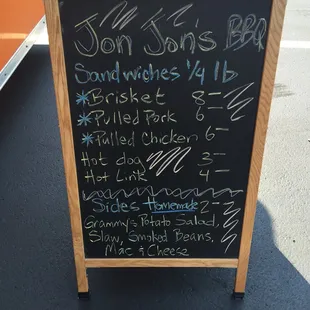 Jon Jon's BBQ
Sandwiches 1/4 lb
*Brisket 8-
*Pulled Pork 6-
*Pulled Chicken 6-
Hot dog 3-
Hot Link 4-
Sides Homemade 2-
Grammy's Potato Salad,
Slaw, Smoked Beans,
Mac & Cheese